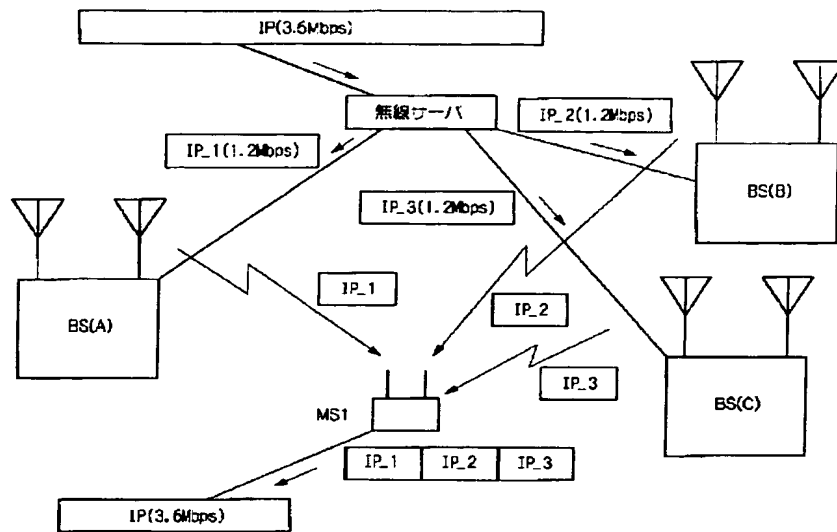 IP(3.6Mbps)
無線サーバ
IP_2(1.2Mbps)
IP_1(1.2Mbps)
BS(B)
IP_3(1.2Mbps)
IP_1
IP_2
BS(A)
IP_3
BS(C)
MS1
IP_1 IP_2 IP_3
IP(3.6Mbps)